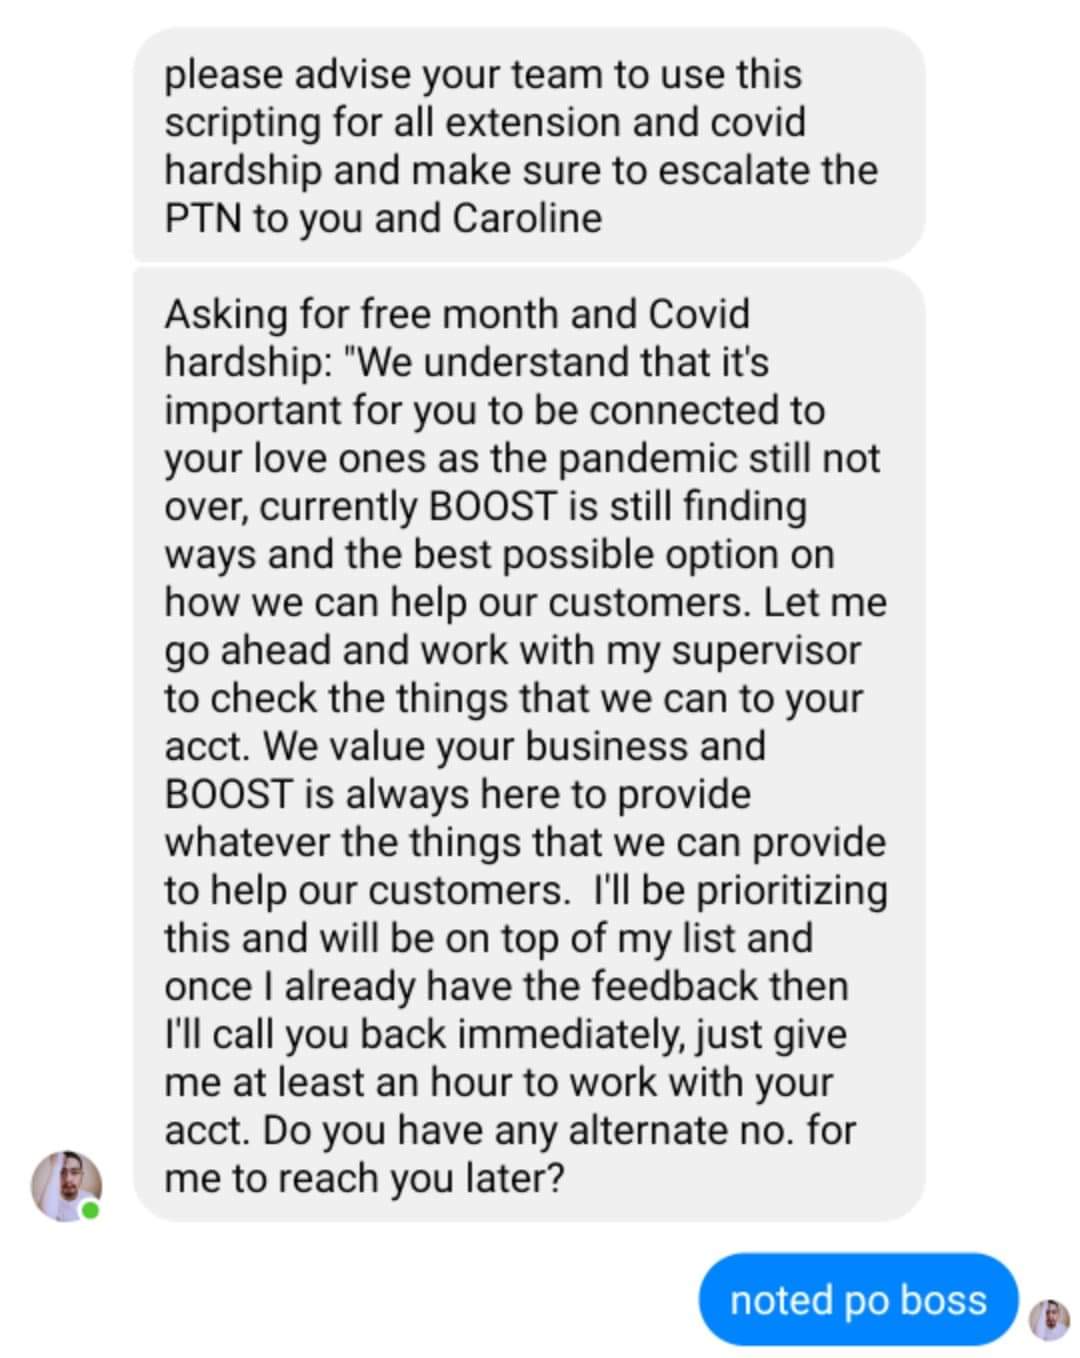 please advise your team to use this
scripting for all extension and covid
hardship and make sure to escalate the
PTN to you and Caroline
Asking for free month and Covid
hardship: "We understand that it's
important for you to be connected to
your love ones as the pandemic still not
over, currently BOOST is still finding
ways and the best possible option on
how we can help our customers. Let me
go ahead and work with my supervisor
to check the things that we can to your
acct. We value your business and
BOOST is always here to provide
whatever the things that we can provide
to help our customers.  I'll be prioritizing
this and will be on top of my list and
once I already have the feedback then
I'll call you back immediately, just give
me at least an hour to work with your
acct. Do you have any alternate no. for
me to reach you later?
noted po boss